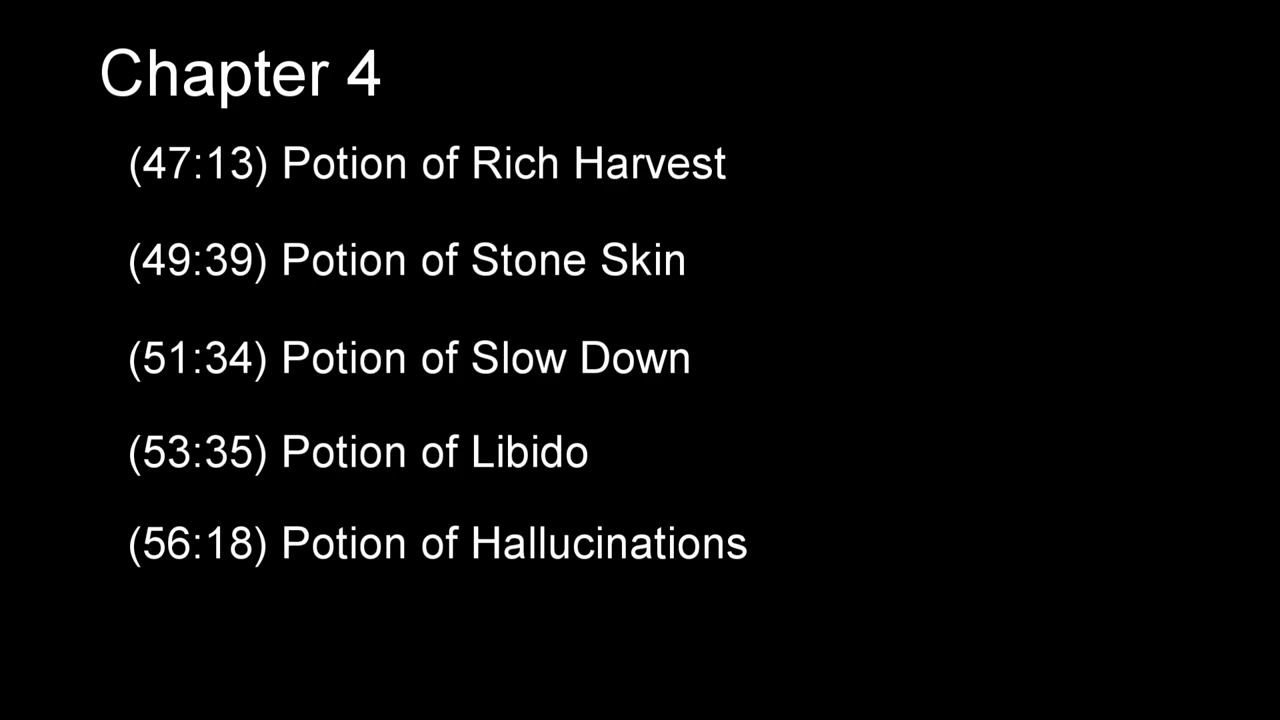 Chapter 4
(47:13) Potion of Rich Harvest
(49:39) Potion of Stone Skin
(51:34) Potion of Slow Down
(53:35) Potion of Libido
(56:18) Potion of Hallucinations